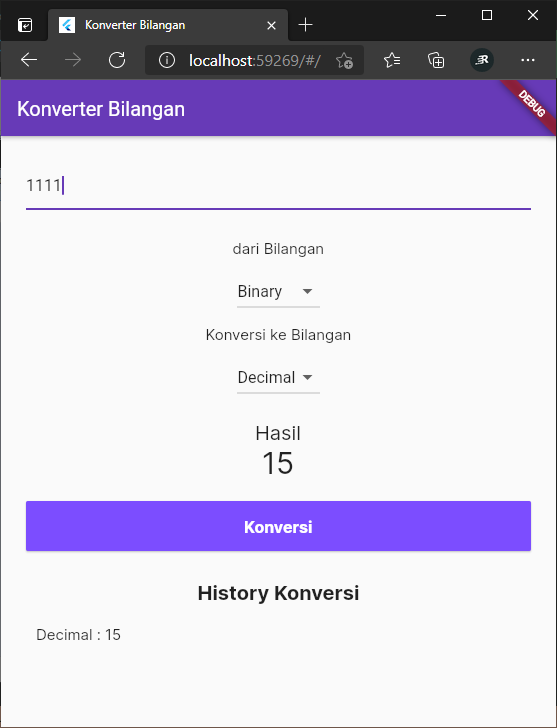 Konverter Bilangan
localhost:59269/#/
Konverter Bilangan
DEBUG
1111
dari Bilangan
Binary
Konversi ke Bilangan
Decimal
Hasil
15
Konversi
History Konversi
Decimal : 15